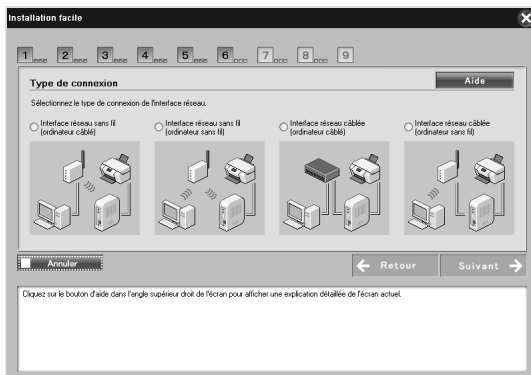 Installation facile
1 2 3 4 5 6 7 8 9
Type de connexion
Aide
Sélectionnez le type de connexion de l'interface réseau.
Interface réseau sans fil
(ordinateur câblé)
Interface réseau sans fil
(ordinateur sans fil)
Interface réseau câblée
(ordinateur câblé)
Interface réseau câblée
(ordinateur sans fil)
Annuler
Retour
Suivant
Cliquez sur le bouton d'aide dans l'angle supérieur droit de l'écran pour afficher une explication détaillée de l'écran actuel.